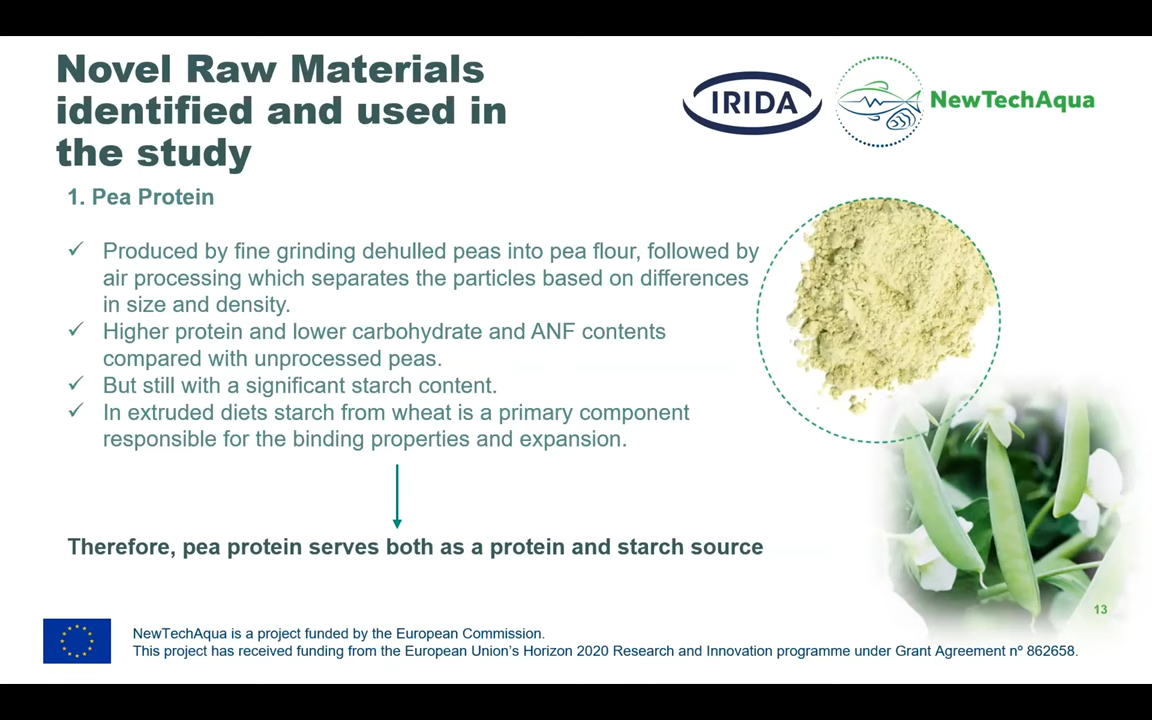 Novel Raw Materials
identified and used in
the study
IRIDA
NewTechAqua
1. Pea Protein
✓ Produced by fine grinding dehulled peas into pea flour, followed by
air processing which separates the particles based on differences
in size and density.
✓ Higher protein and lower carbohydrate and ANF contents
compared with unprocessed peas.
✓ But still with a significant starch content.
✓ In extruded diets starch from wheat is a primary component
responsible for the binding properties and expansion.
Therefore, pea protein serves both as a protein and starch source
13
NewTechAqua is a project funded by the European Commission.
This project has received funding from the European Union's Horizon 2020 Research and Innovation programme under Grant Agreement nº 862658.